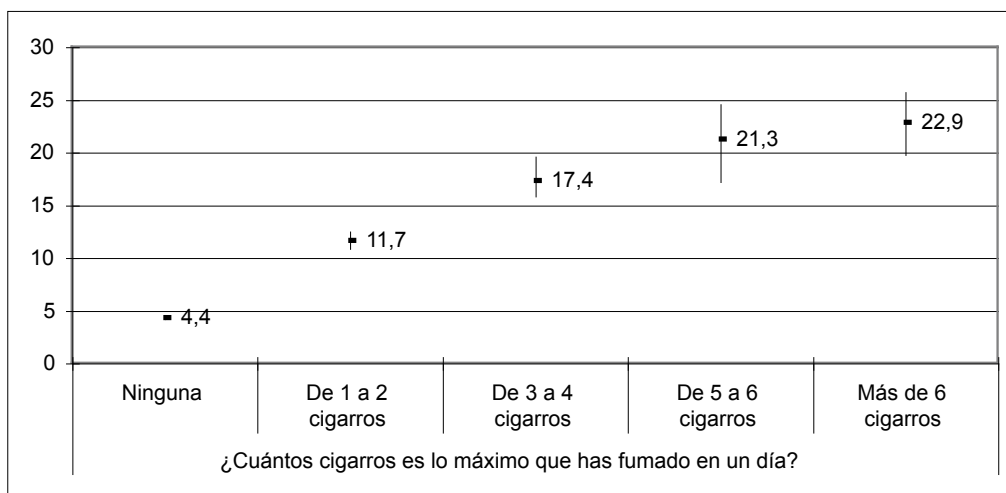 30
25
20
15
10
5
0
4,4
11,7
17,4
21,3
22,9
Ninguna
De 1 a 2
cigarros
De 3 a 4
cigarros
De 5 a 6
cigarros
Más de 6
cigarros
¿Cuántos cigarros es lo máximo que has fumado en un día?